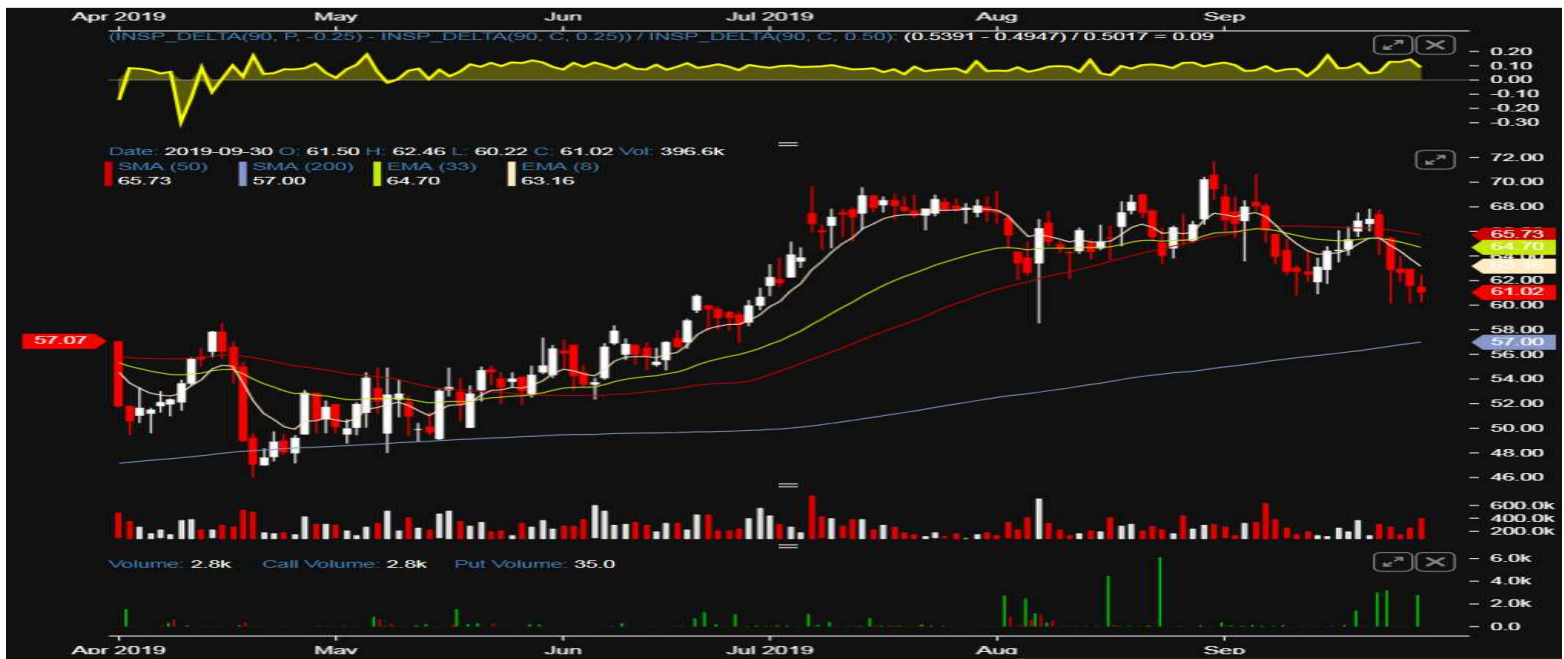 Apr 2019 May Jun Jul 2019 Aug Sep
(INSP_DELTA(90, P, -0.25) - INSP_DELTA(90, C, 0.25)) / INSP_DELTA(90, C, 0.50): (0.5391 - 0.4947) / 0.5017 = 0.09
0.20
0.10
0.00
-0.10
-0.20
-0.30
Date: 2019-09-30 O: 61.50 H: 62.46 L: 60.22 C: 61.02 Vol: 396.6k
SMA (50) SMA (200) EMA (33) EMA (8)
65.73 57.00 64.70 63.16
72.00
70.00
68.00
65.73
64.70
64.00
62.00
61.02
60.00
58.00
57.07
57.00
56.00
54.00
52.00
50.00
48.00
46.00
600.0k
400.0k
200.0k
Volume: 2.8k Call Volume: 2.8k Put Volume: 35.0
6.0k
4.0k
2.0k
0.0
Apr 2019 May Jun Jul 2019 Aug Sep